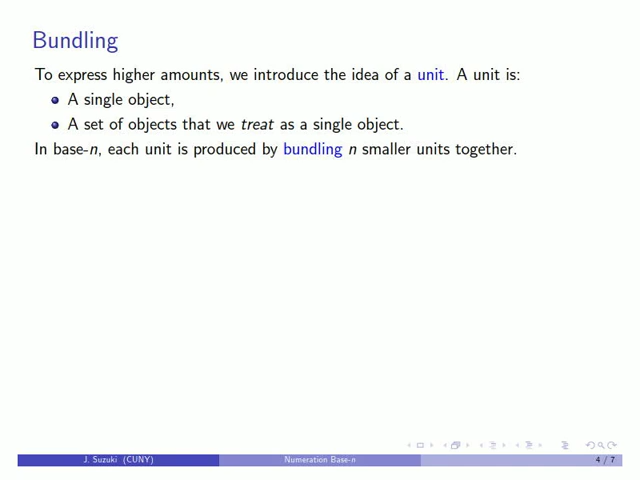 Bundling
To express higher amounts, we introduce the idea of a unit. A unit is:
A single object,
A set of objects that we treat as a single object.
In base-n, each unit is produced by bundling n smaller units together.
J. Suzuki (CUNY) Numeration Base-n 4 / 7